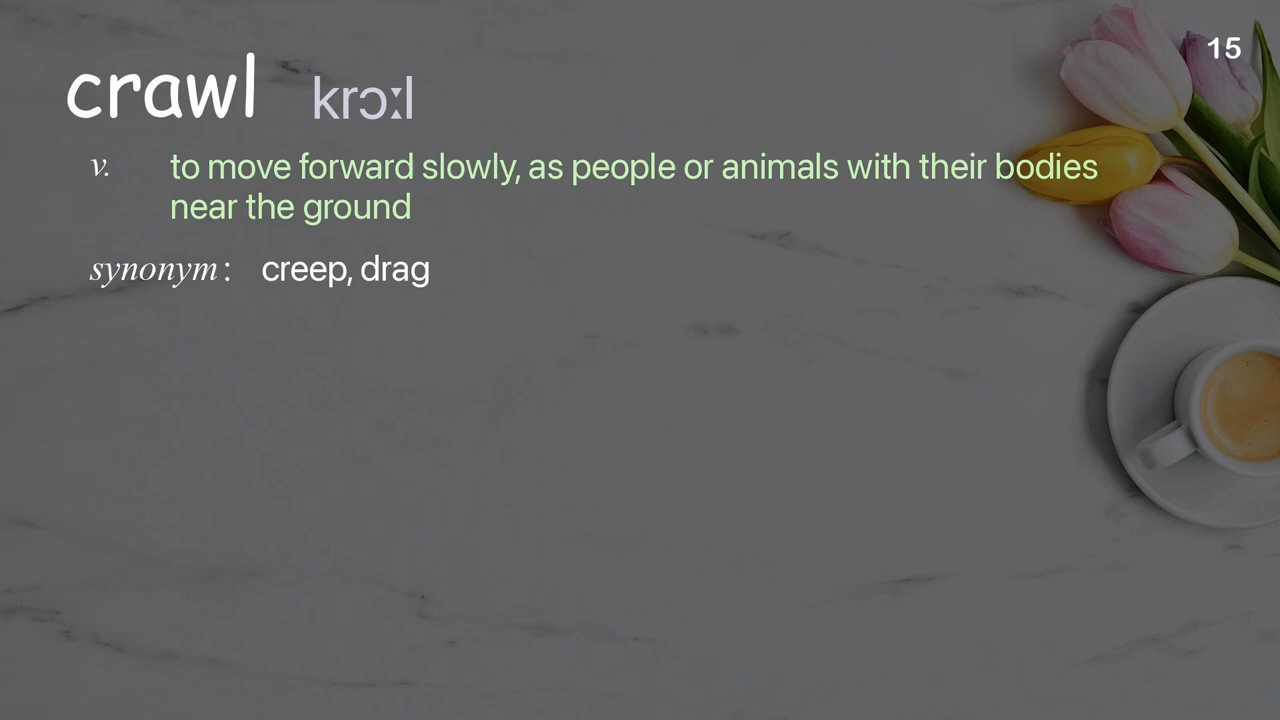 15
crawl krɔːl
v. to move forward slowly, as people or animals with their bodies
near the ground
synonym: creep, drag